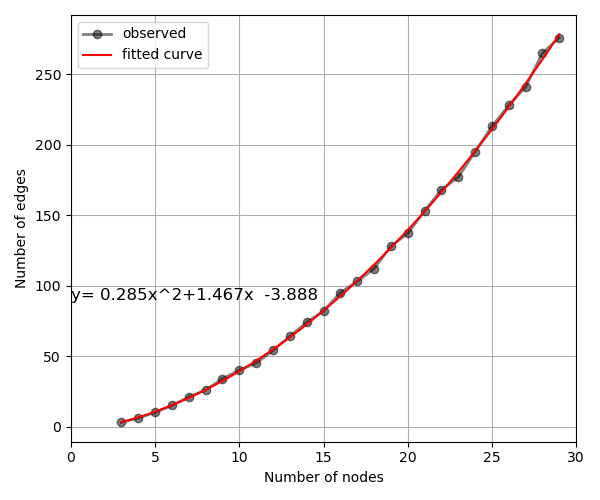 observed
fitted curve
250
200
150
100
50
0
Number of edges
y= 0.285x^2+1.467x  -3.888
0 5 10 15 20 25 30
Number of nodes